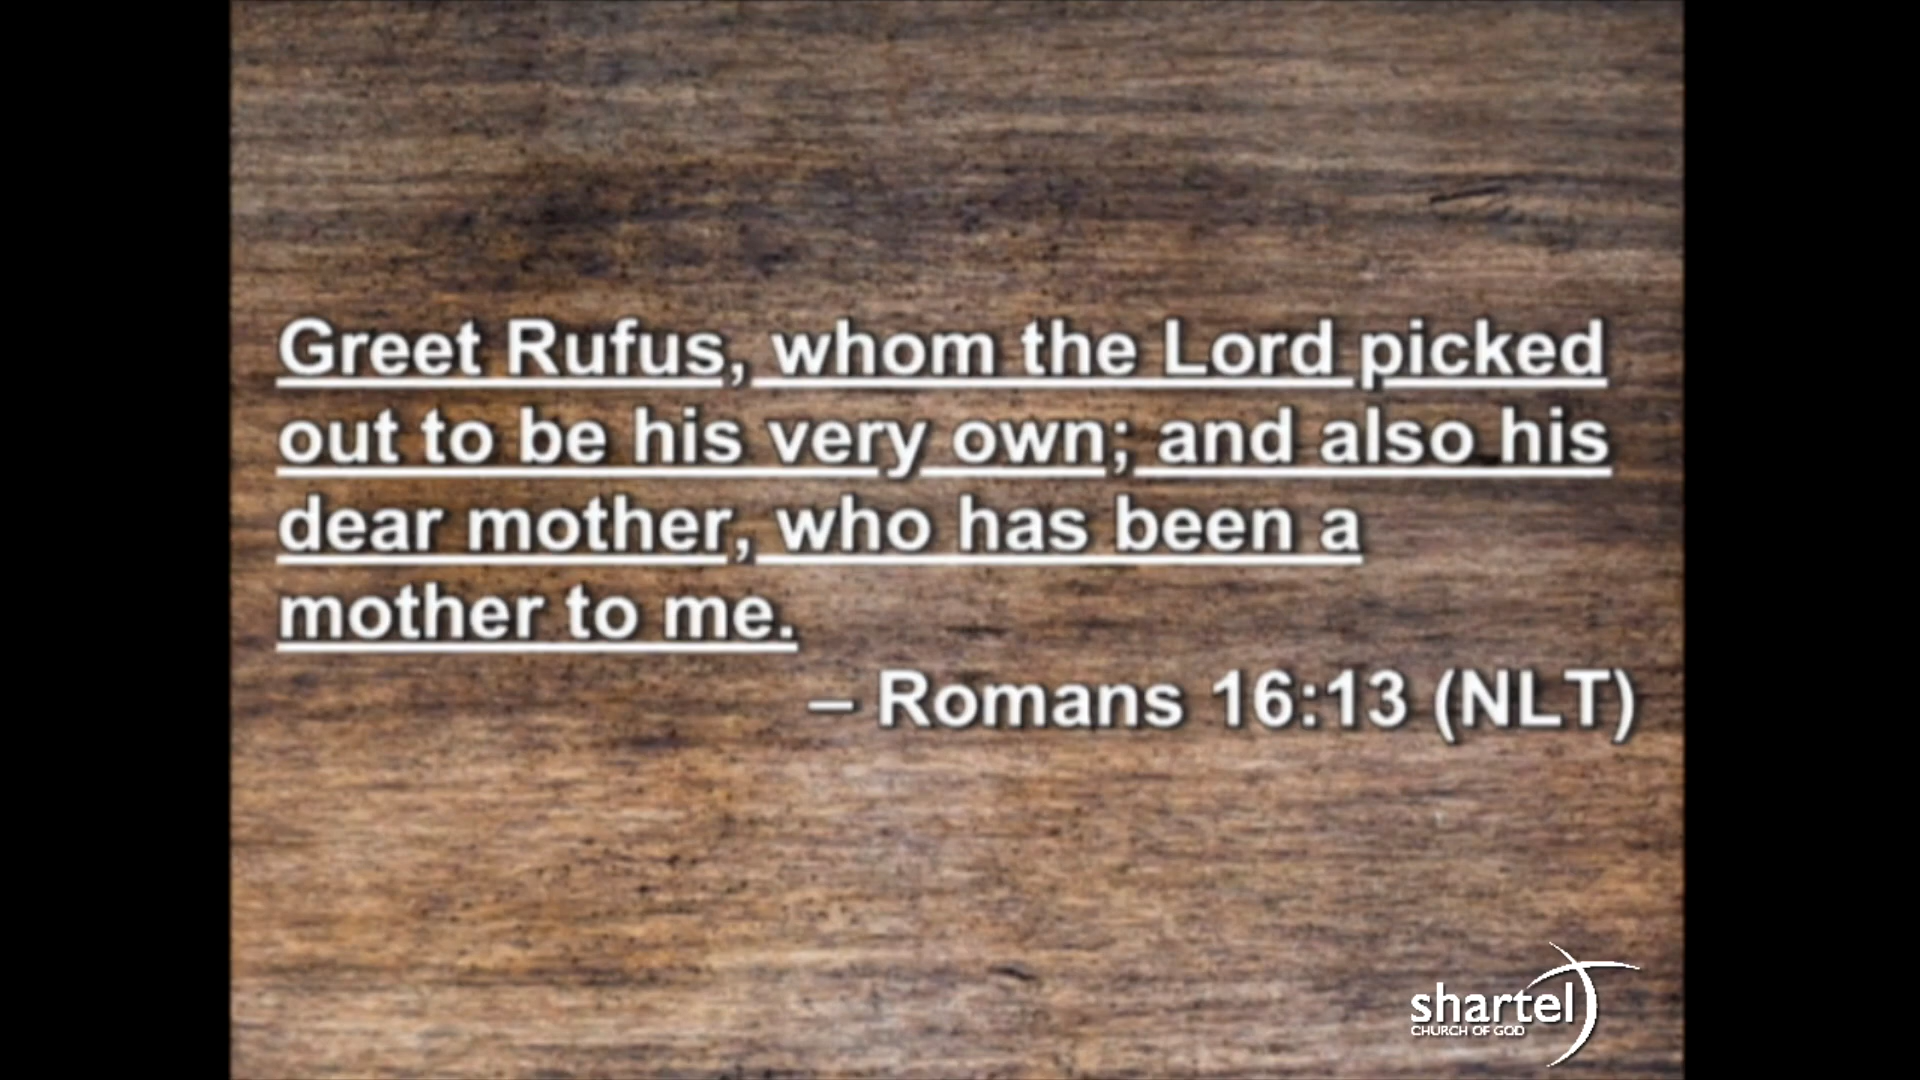 Greet Rufus, whom the Lord picked
out to be his very own; and also his
dear mother, who has been a
mother to me.
– Romans 16:13 (NLT)
shartel
CHURCH OF GOD